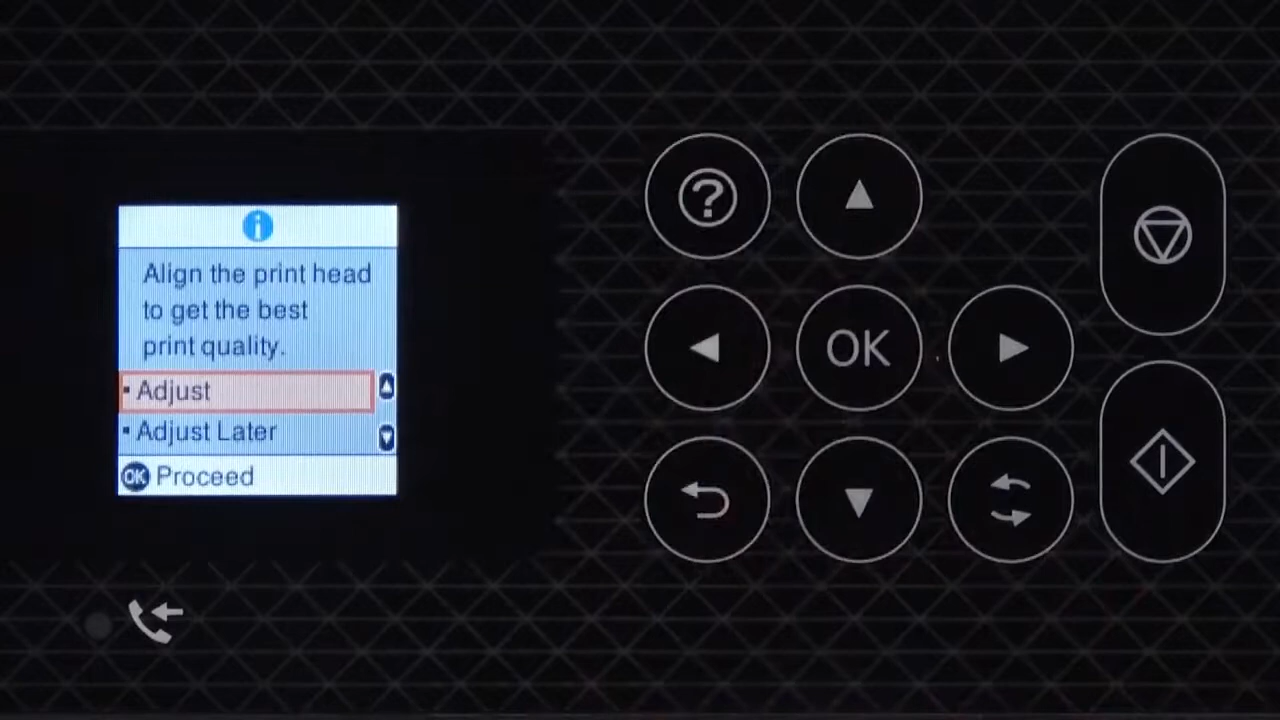 i
Align the print head
to get the best
print quality.
Adjust
Adjust Later
OK Proceed
?
OK